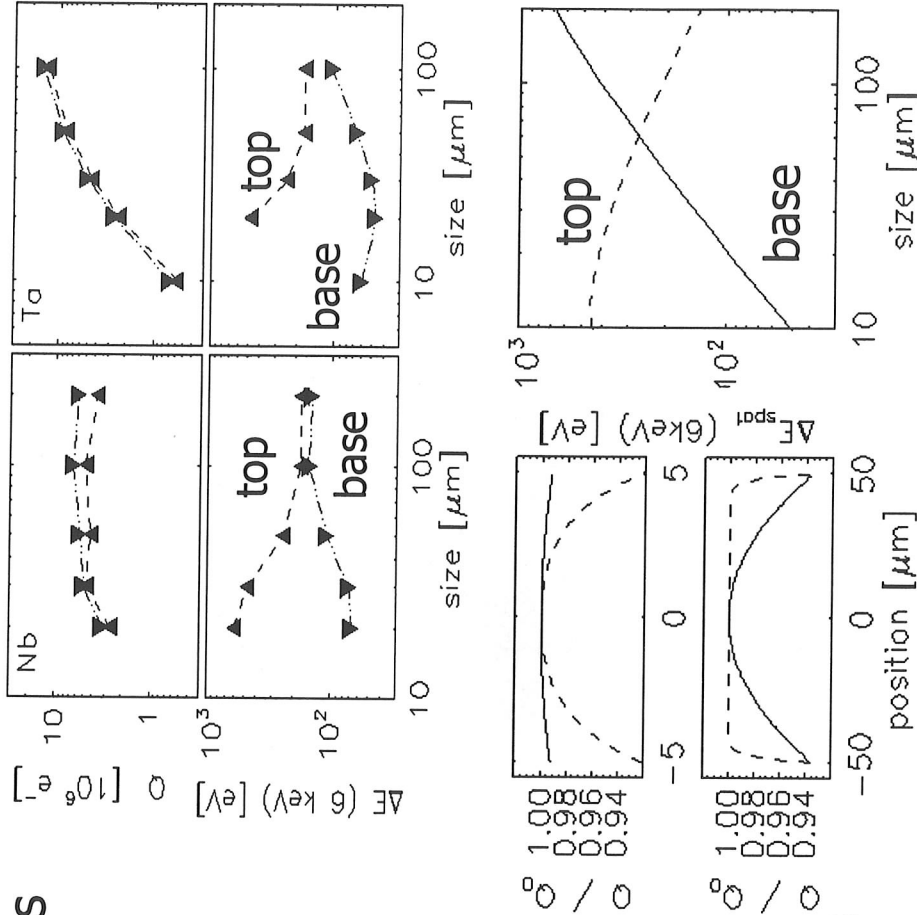 s
Nb
Ta
10
1
Q [10⁶ e⁻]
10³
10²
ΔE (6 keV) [eV]
top
base
top
base
10
100
10
100
size [μm]
size [μm]
1.00
0.98
0.96
0.94
Q / Q₀
-5
0
5
1.00
0.98
0.96
0.94
Q / Q₀
-50
0
50
position [μm]
10³
10²
ΔE_spat (6keV) [eV]
top
base
10
100
size [μm]